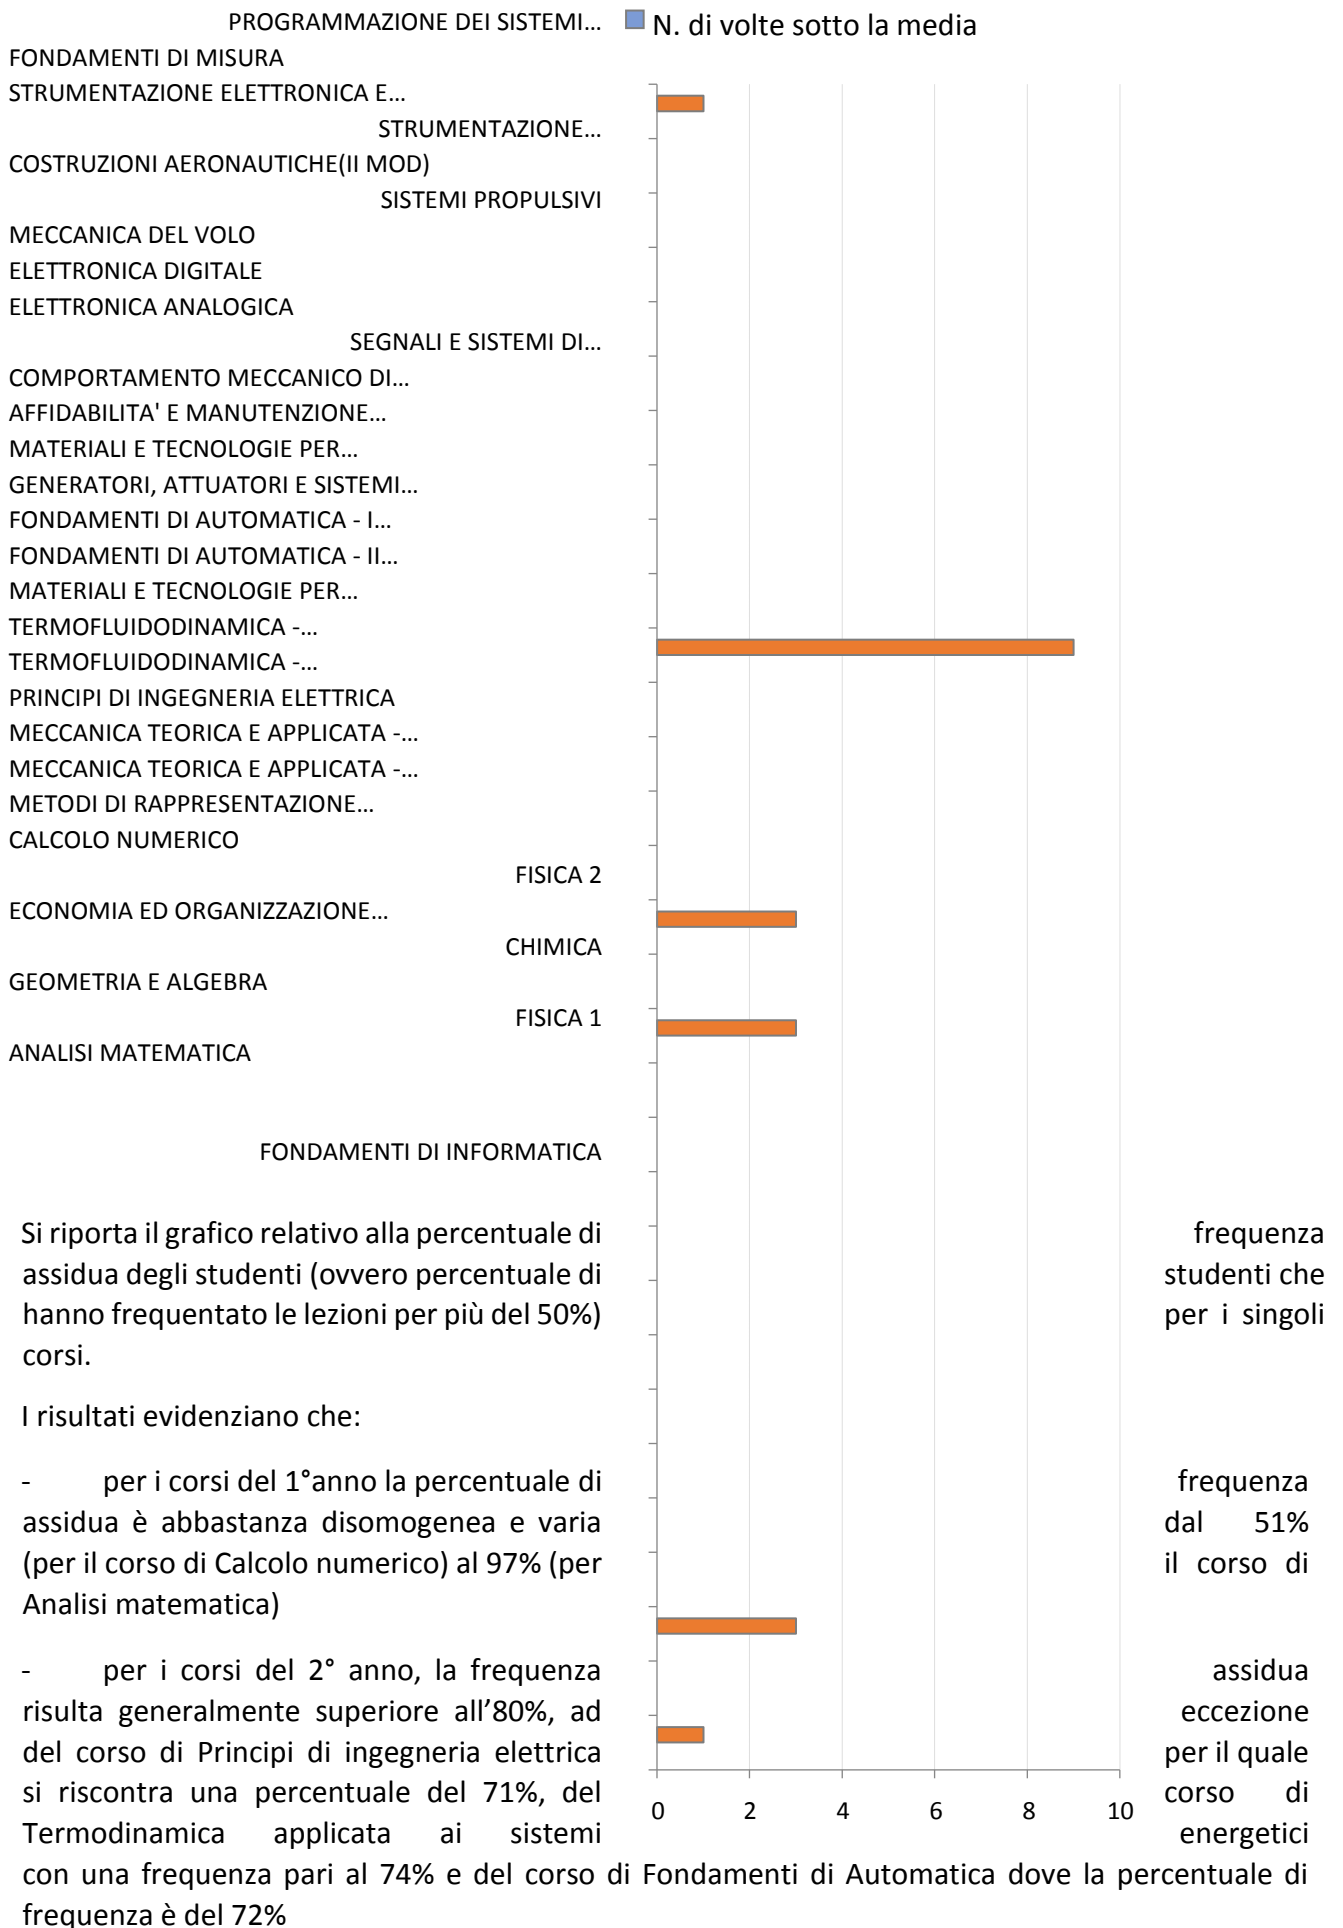 PROGRAMMAZIONE DEI SISTEMI...
N. di volte sotto la media
FONDAMENTI DI MISURA
STRUMENTAZIONE ELETTRONICA E...
STRUMENTAZIONE...
COSTRUZIONI AERONAUTICHE(II MOD)
SISTEMI PROPULSIVI
MECCANICA DEL VOLO
ELETTRONICA DIGITALE
ELETTRONICA ANALOGICA
SEGNALI E SISTEMI DI...
COMPORTAMENTO MECCANICO DI...
AFFIDABILITA' E MANUTENZIONE...
MATERIALI E TECNOLOGIE PER...
GENERATORI, ATTUATORI E SISTEMI...
FONDAMENTI DI AUTOMATICA - I...
FONDAMENTI DI AUTOMATICA - II...
MATERIALI E TECNOLOGIE PER...
TERMOFLUIDODINAMICA -...
TERMOFLUIDODINAMICA -...
PRINCIPI DI INGEGNERIA ELETTRICA
MECCANICA TEORICA E APPLICATA -...
MECCANICA TEORICA E APPLICATA -...
METODI DI RAPPRESENTAZIONE...
CALCOLO NUMERICO
FISICA 2
ECONOMIA ED ORGANIZZAZIONE...
CHIMICA
GEOMETRIA E ALGEBRA
FISICA 1
ANALISI MATEMATICA
FONDAMENTI DI INFORMATICA
Si riporta il grafico relativo alla percentuale di frequenza
assidua degli studenti (ovvero percentuale di studenti che
hanno frequentato le lezioni per più del 50%) per i singoli
corsi.
I risultati evidenziano che:
- per i corsi del 1°anno la percentuale di frequenza
assidua è abbastanza disomogenea e varia dal 51%
(per il corso di Calcolo numerico) al 97% (per il corso di
Analisi matematica)
- per i corsi del 2° anno, la frequenza assidua
risulta generalmente superiore all'80%, ad eccezione
del corso di Principi di ingegneria elettrica per il quale
si riscontra una percentuale del 71%, del corso di
0 2 4 6 8 10
Termodinamica applicata ai sistemi energetici
con una frequenza pari al 74% e del corso di Fondamenti di Automatica dove la percentuale di
frequenza è del 72%